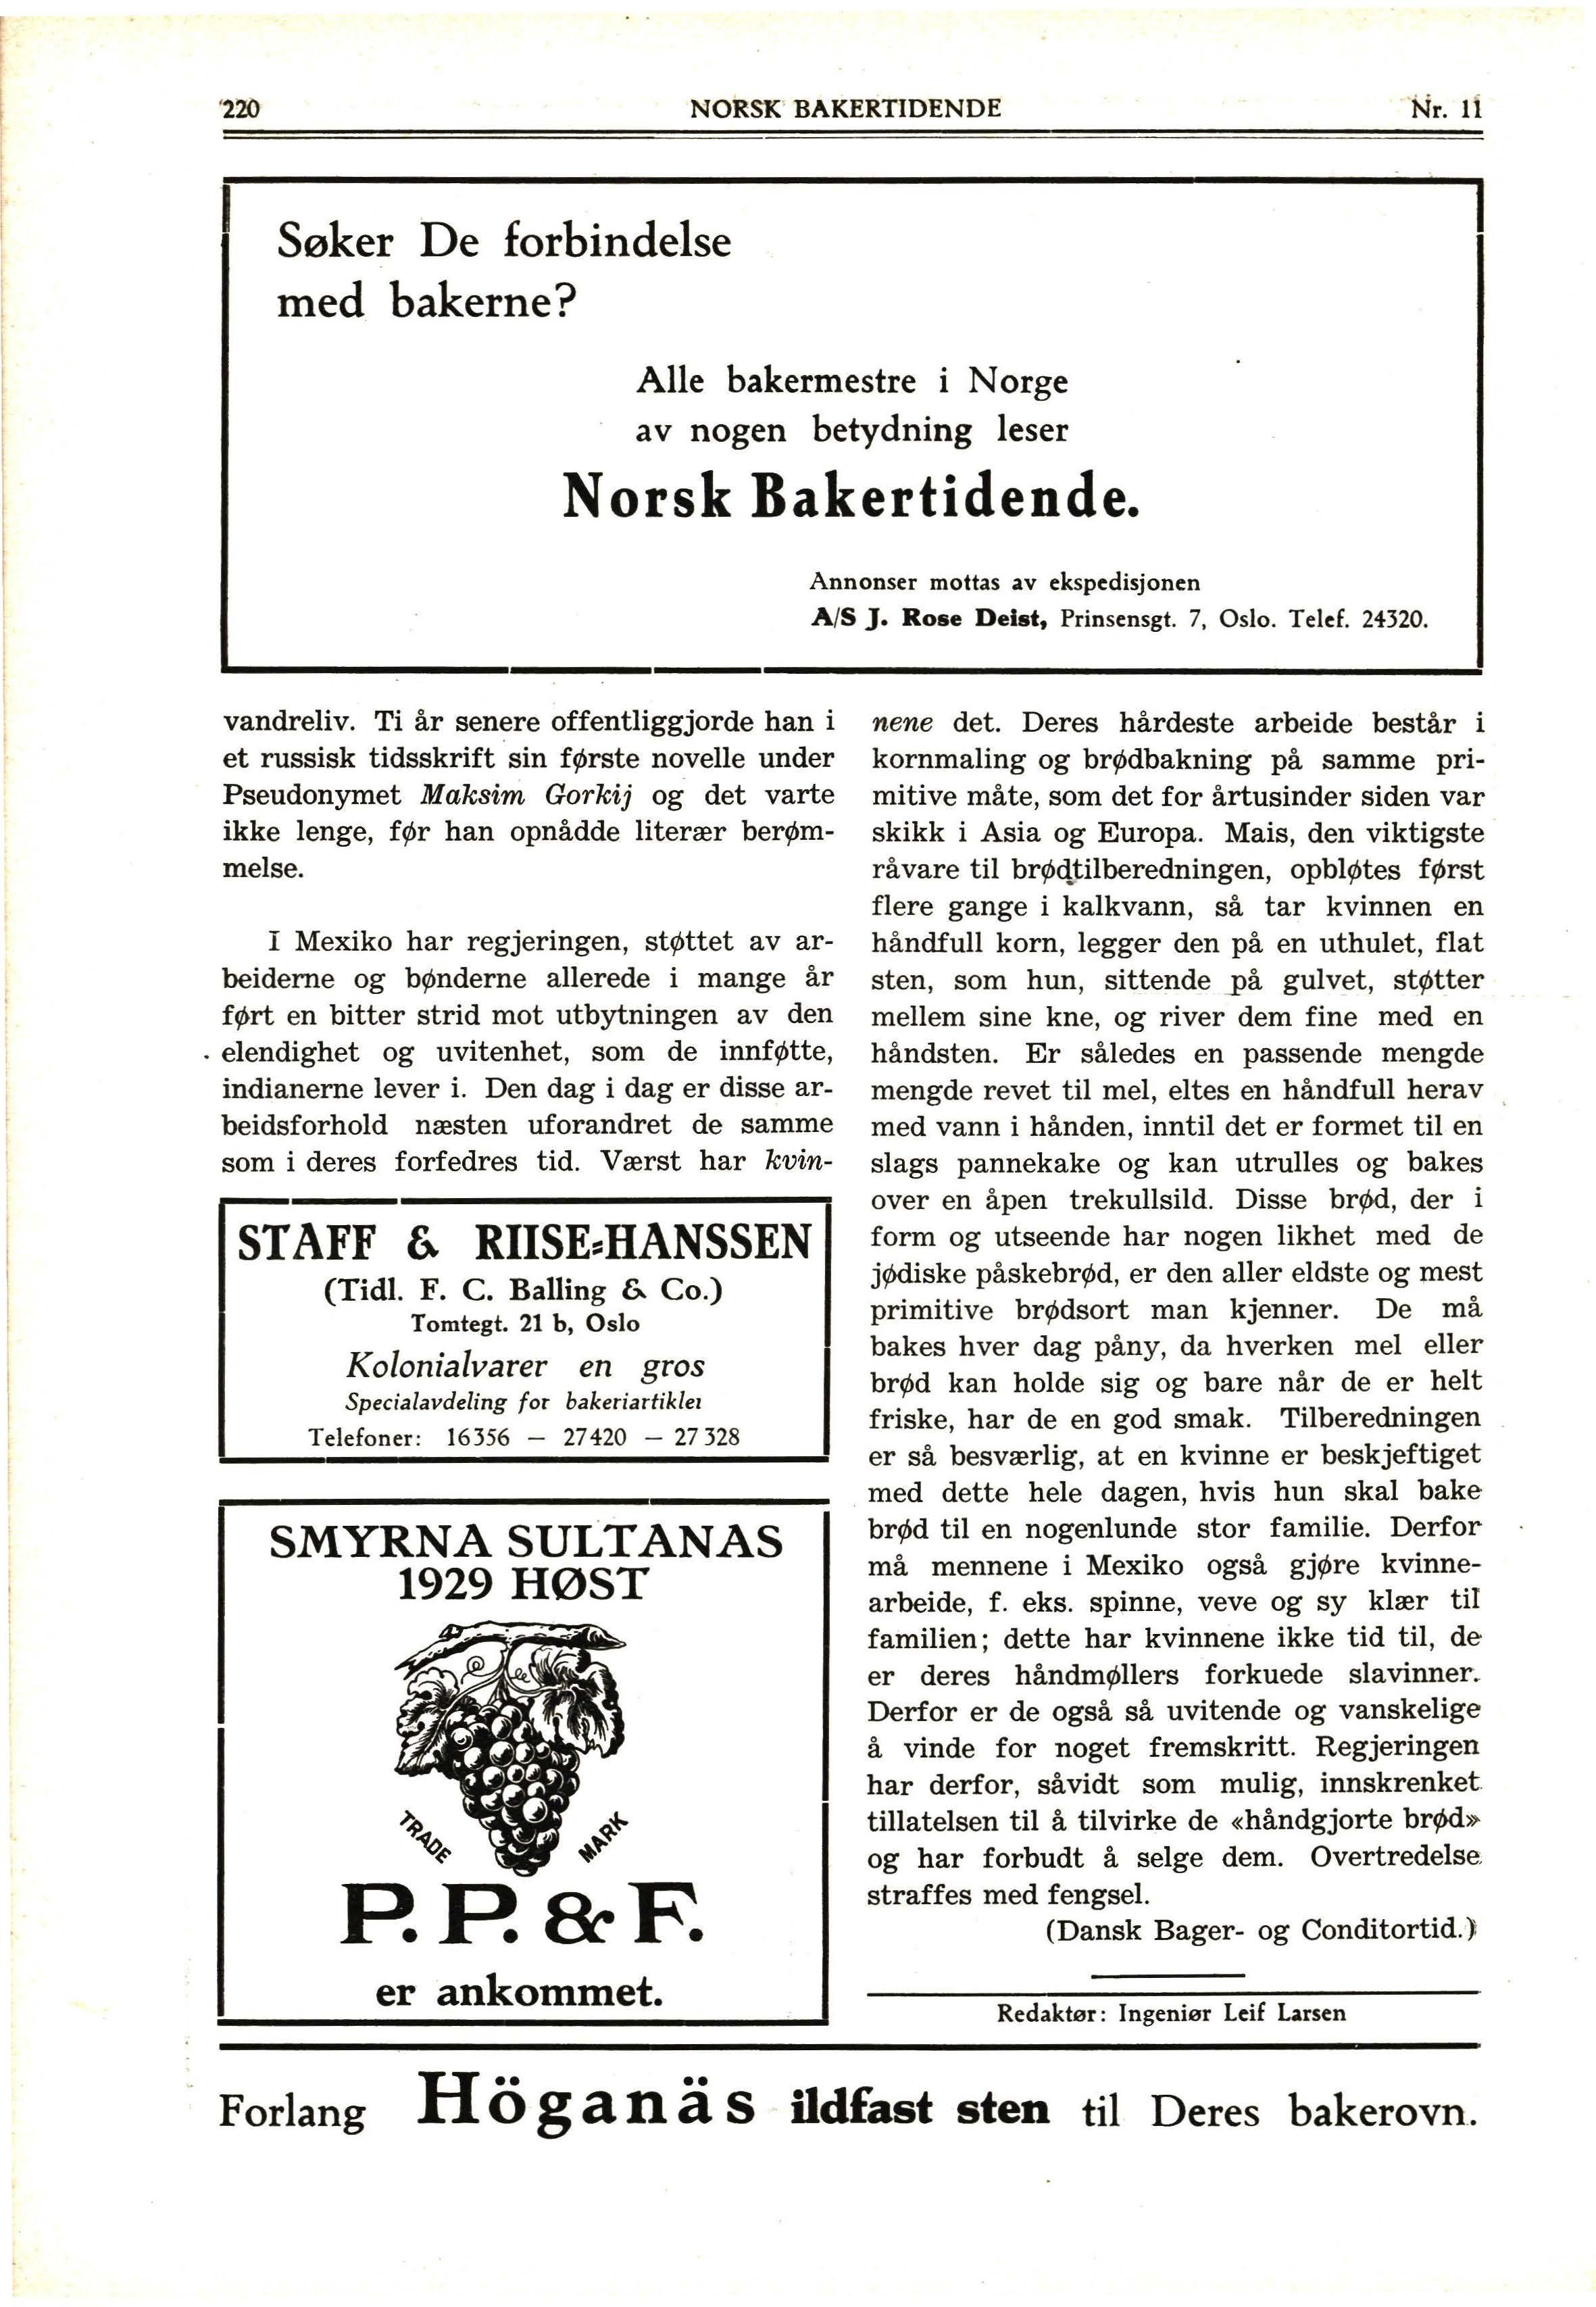 220 NORSK BAKERTIDENDE Nr. 11
Søker De forbindelse
med bakerne?
Alle bakermestre i Norge
av nogen betydning leser
Norsk Bakertidende.
Annonser mottas av ekspedisjonen
A/S J. Rose Deist, Prinsensgt. 7, Oslo. Telef. 24320.
vandreliv. Ti år senere offentliggjorde han i
et russisk tidsskrift sin første novelle under
Pseudonymet Maksim Gorkij og det varte
ikke lenge, før han opnådde literær berøm-
melse.
I Mexiko har regjeringen, støttet av ar-
beiderne og bønderne allerede i mange år
ført en bitter strid mot utbytningen av den
elendighet og uvitenhet, som de innføtte,
indianerne lever i. Den dag i dag er disse ar-
beidsforhold næsten uforandret de samme
som i deres forfedres tid. Værst har kvin-
STAFF & RIISE-HANSSEN
(Tidl. F. C. Balling & Co.)
Tomtegt. 21 b, Oslo
Kolonialvarer en gros
Specialavdeling for bakeriartikler
Telefoner: 16356 — 27420 — 27328
SMYRNA SULTANAS
1929 HØST
TRADE MARK
P. P. & F.
er ankommet.
nene det. Deres hårdeste arbeide består i
kornmaling og brødbakning på samme pri-
mitive måte, som det for årtusinder siden var
skikk i Asia og Europa. Mais, den viktigste
råvare til brødtilberedningen, opbløtes først
flere gange i kalkvann, så tar kvinnen en
håndfull korn, legger den på en uthulet, flat
sten, som hun, sittende på gulvet, støtter
mellem sine kne, og river dem fine med en
håndsten. Er således en passende mengde
mengde revet til mel, eltes en håndfull herav
med vann i hånden, inntil det er formet til en
slags pannekake og kan utrulles og bakes
over en åpen trekullsild. Disse brød, der i
form og utseende har nogen likhet med de
jødiske påskebrød, er den aller eldste og mest
primitive brødsort man kjenner. De må
bakes hver dag påny, da hverken mel eller
brød kan holde sig og bare når de er helt
friske, har de en god smak. Tilberedningen
er så besværlig, at en kvinne er beskjeftiget
med dette hele dagen, hvis hun skal bake
brød til en nogenlunde stor familie. Derfor
må mennene i Mexiko også gjøre kvinne-
arbeide, f. eks. spinne, veve og sy klær til
familien; dette har kvinnene ikke tid til, de
er deres håndmøllers forkuede slavinner.
Derfor er de også så uvitende og vanskelige
å vinde for noget fremskritt. Regjeringen
har derfor, såvidt som mulig, innskrenket
tillatelsen til å tilvirke de «håndgjorte brød»
og har forbudt å selge dem. Overtredelse
straffes med fengsel.
(Dansk Bager- og Conditortid.)
Redaktør: Ingeniør Leif Larsen
Forlang Höganäs ildfast sten til Deres bakerovn.